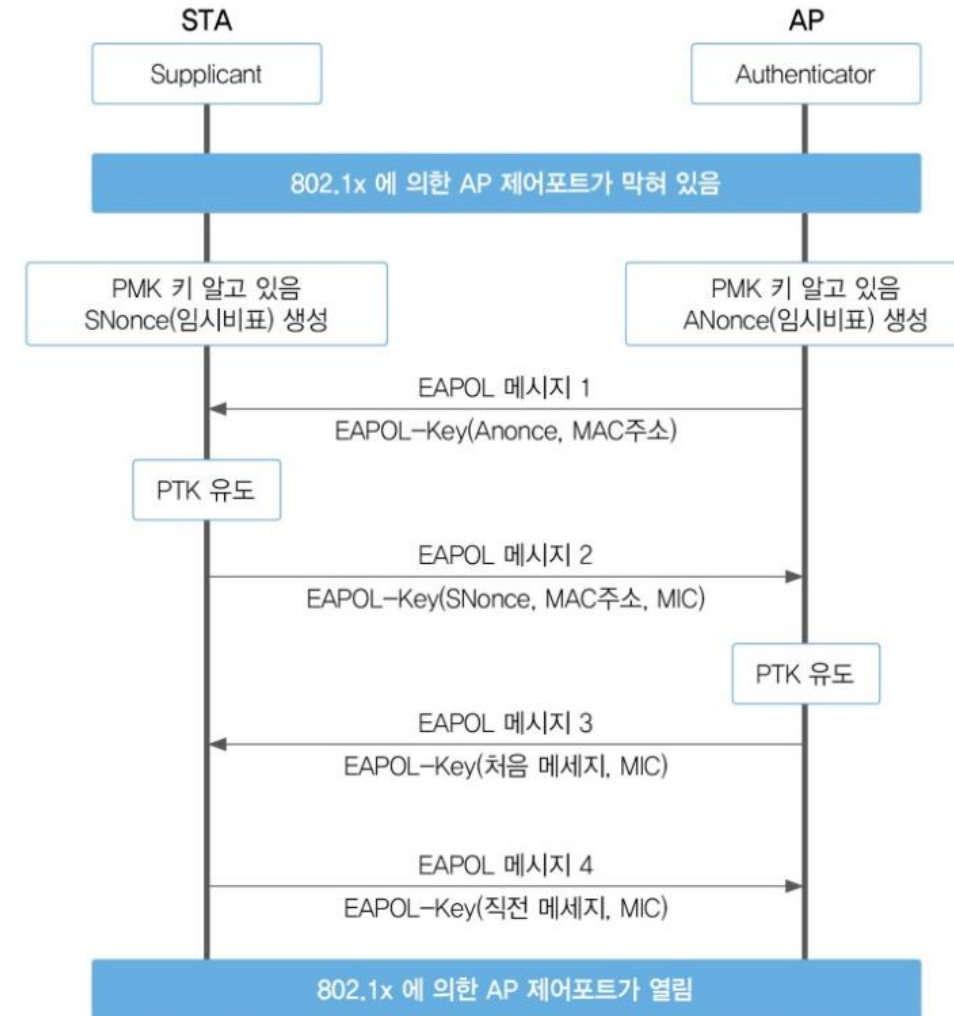 STA
AP
Supplicant
Authenticator
802.1x 에 의한 AP 제어포트가 막혀 있음
PMK 키 알고 있음
SNonce(임시비표) 생성
PMK 키 알고 있음
ANonce(임시비표) 생성
EAPOL 메시지 1
EAPOL-Key(Anonce, MAC주소)
PTK 유도
EAPOL 메시지 2
EAPOL-Key(SNonce, MAC주소, MIC)
PTK 유도
EAPOL 메시지 3
EAPOL-Key(처음 메세지, MIC)
EAPOL 메시지 4
EAPOL-Key(직전 메세지, MIC)
802.1x 에 의한 AP 제어포트가 열림